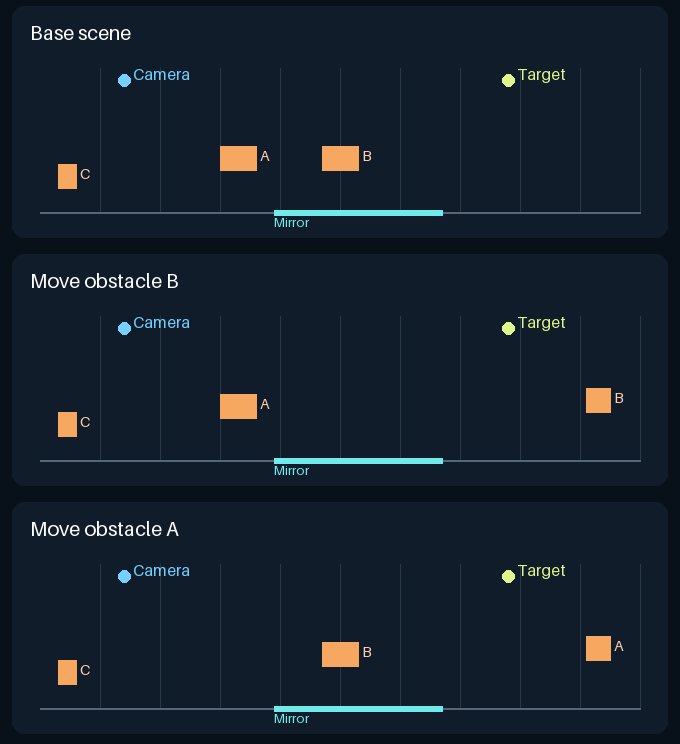 Base scene
Camera
Target
A
B
C
Mirror
Move obstacle B
Camera
Target
B
A
C
Mirror
Move obstacle A
Camera
Target
A
B
C
Mirror